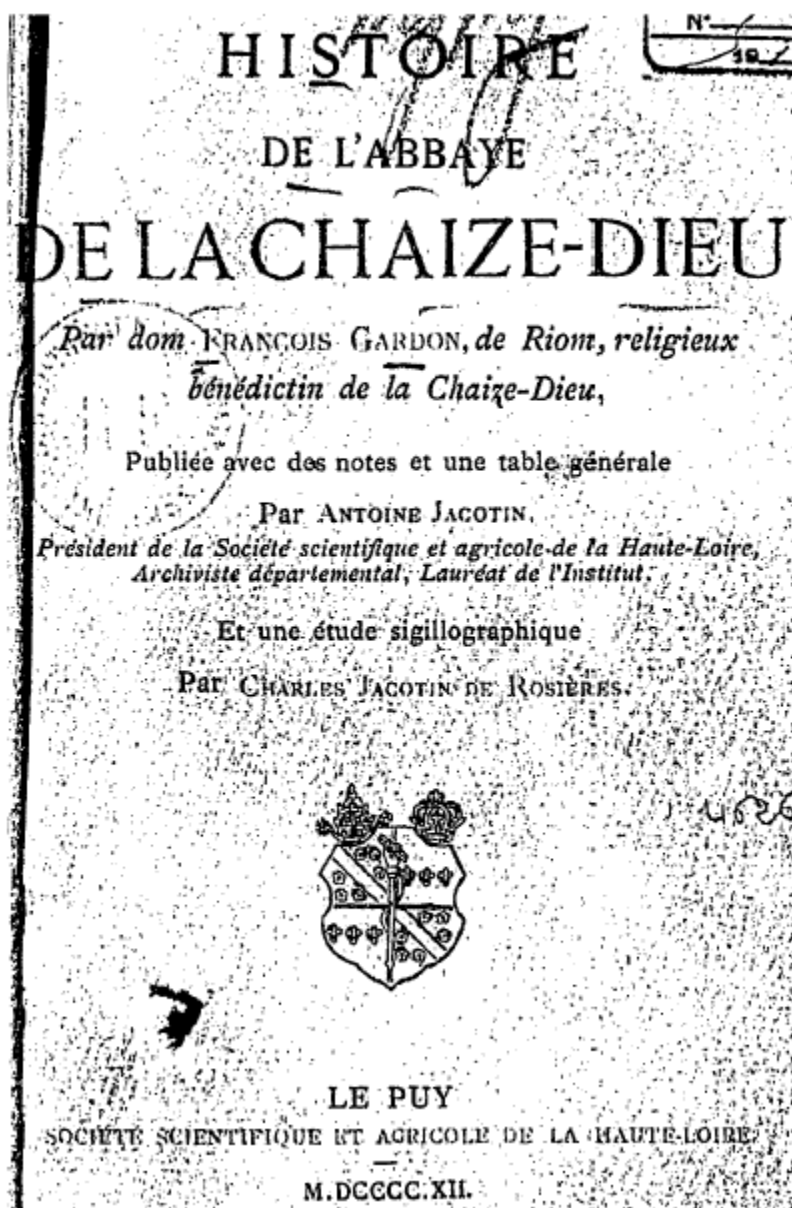 HISTOIRE
N°
19
DE L'ABBAYE
DE LA CHAIZE-DIEU
Par dom FRANÇOIS GARDON, de Riom, religieux
bénédictin de la Chaize-Dieu,
Publiée avec des notes et une table générale
Par ANTOINE JACOTIN,
Président de la Société scientifique et agricole de la Haute-Loire,
Archiviste départemental, Lauréat de l'Institut.
Et une étude sigillographique
Par CHARLES JACOTIN DE ROSIÈRES.
LE PUY
SOCIÉTÉ SCIENTIFIQUE ET AGRICOLE DE LA HAUTE-LOIRE
M.DCCCC.XII.